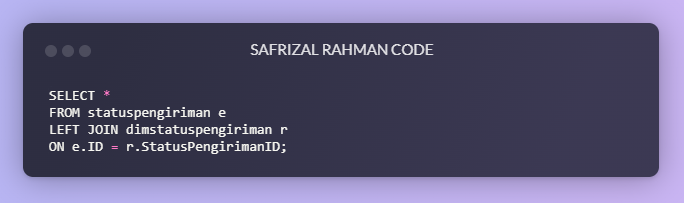 SAFRIZAL RAHMAN CODE
SELECT *
FROM statuspengiriman e
LEFT JOIN dimstatuspengiriman r
ON e.ID = r.StatusPengirimanID;